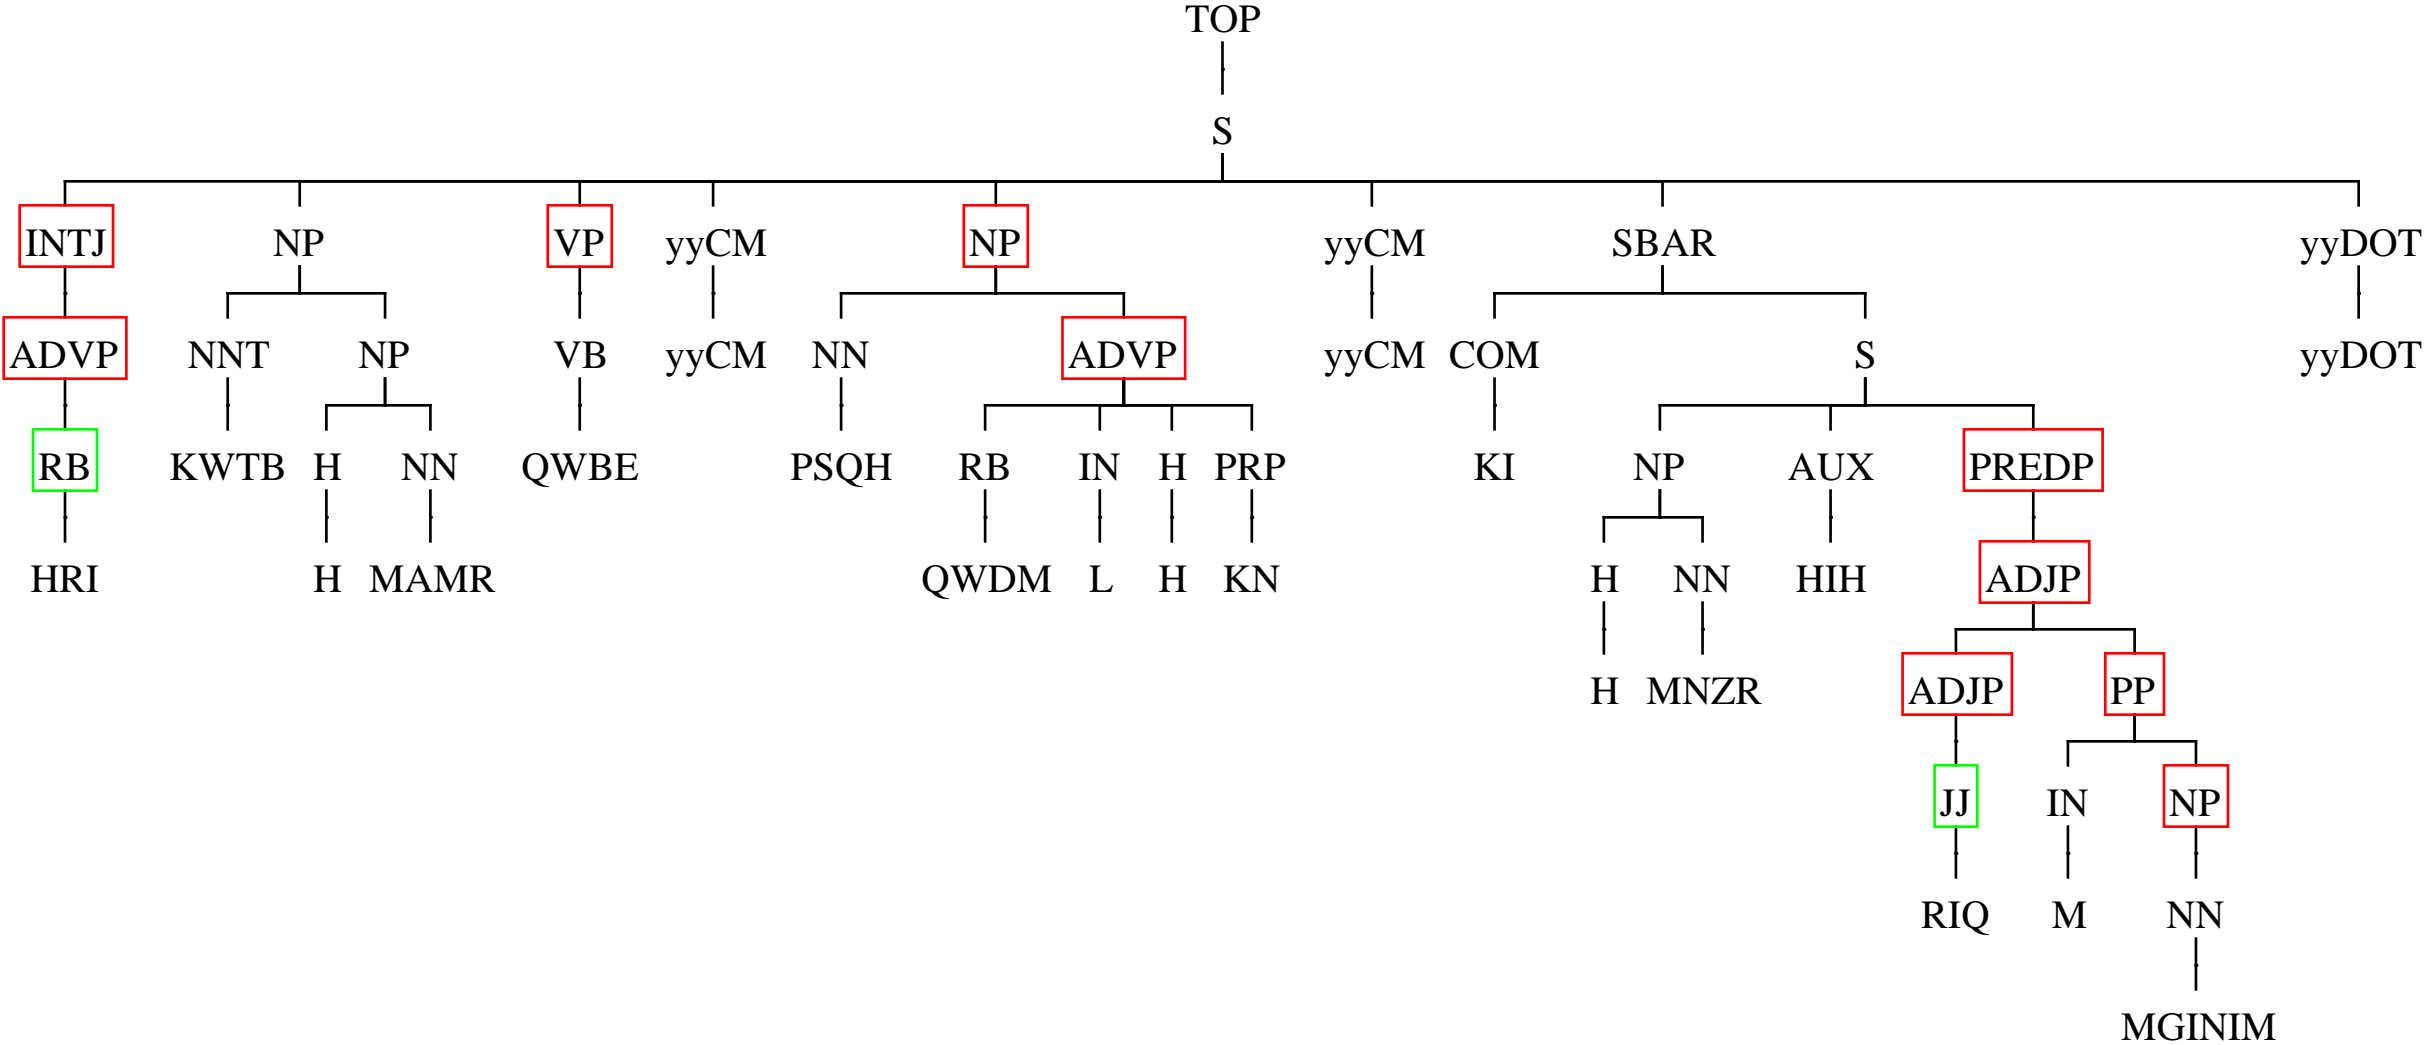 TOP
S
INTJ NP VP yyCM NP yyCM SBAR yyDOT
ADVP NNT NP VB yyCM NN ADVP yyCM COM S yyDOT
RB KWTB H NN QWBE PSQH RB IN H PRP KI NP AUX PREDP
HRI H MAMR QWDM L H KN H NN HIH ADJP
H MNZR ADJP PP
JJ IN NP
RIQ M NN
MGINIM